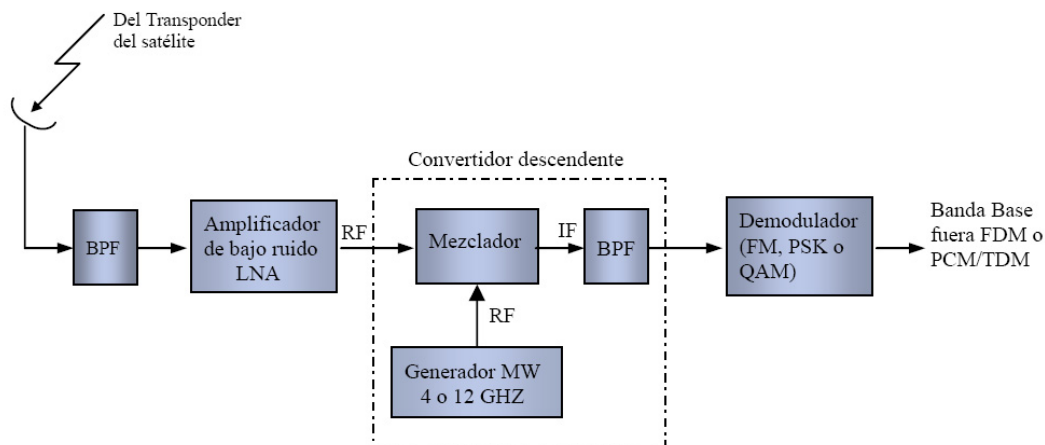 Del Transponder
del satélite
Convertidor descendente
BPF
Amplificador
de bajo ruido
LNA
RF
Mezclador
IF
BPF
Demodulador
(FM, PSK o
QAM)
Banda Base
fuera FDM o
PCM/TDM
RF
Generador MW
4 o 12 GHZ